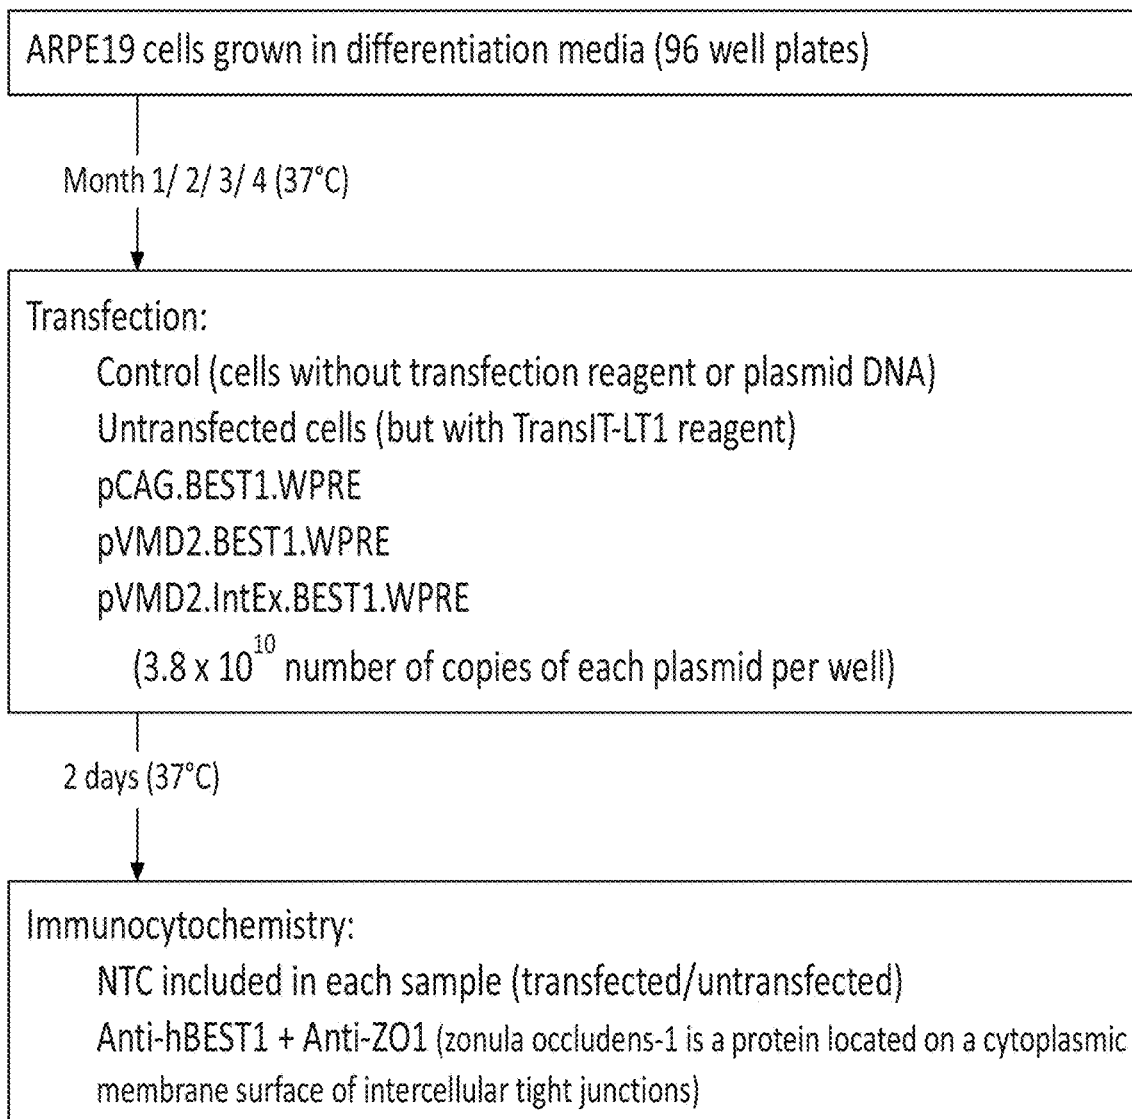 ARPE19 cells grown in differentiation media (96 well plates)
Month 1/ 2/ 3/ 4 (37°C)
Transfection:
Control (cells without transfection reagent or plasmid DNA)
Untransfected cells (but with TransIT-LT1 reagent)
pCAG.BEST1.WPRE
pVMD2.BEST1.WPRE
pVMD2.IntEx.BEST1.WPRE
(3.8 x 10^10 number of copies of each plasmid per well)
2 days (37°C)
Immunocytochemistry:
NTC included in each sample (transfected/untransfected)
Anti-hBEST1 + Anti-ZO1 (zonula occludens-1 is a protein located on a cytoplasmic
membrane surface of intercellular tight junctions)